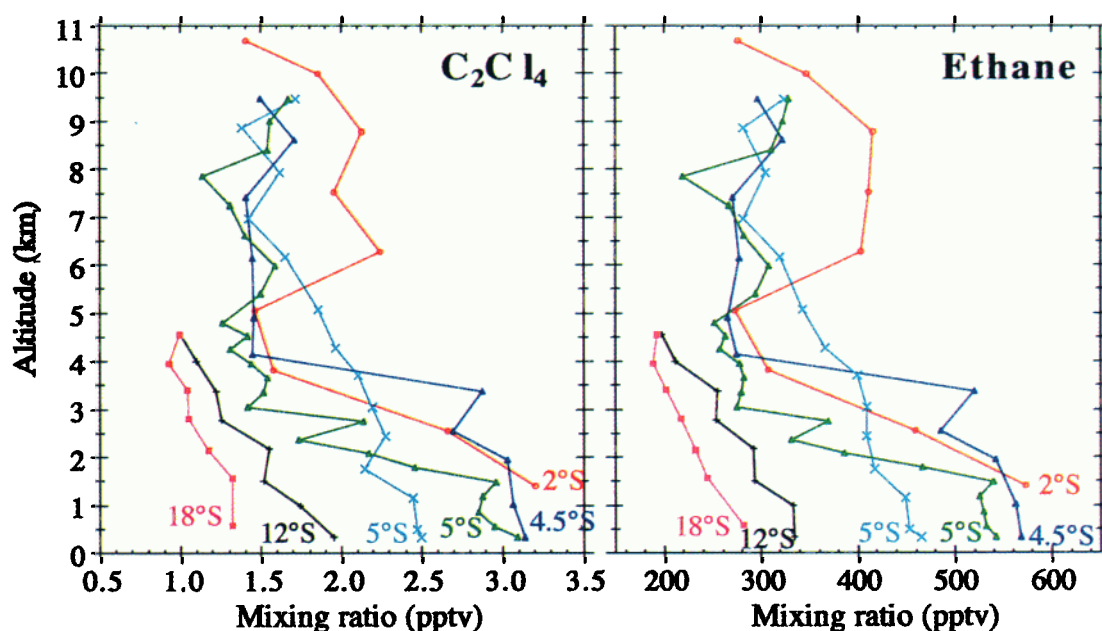 C₂Cl₄
Ethane
Altitude (km)
11
10
9
8
7
6
5
4
3
2
1
0
18°S
12°S
5°S
5°S
4.5°S
2°S
18°S
12°S
5°S
5°S
4.5°S
2°S
0.5 1.0 1.5 2.0 2.5 3.0 3.5
200 300 400 500 600
Mixing ratio (pptv)
Mixing ratio (pptv)